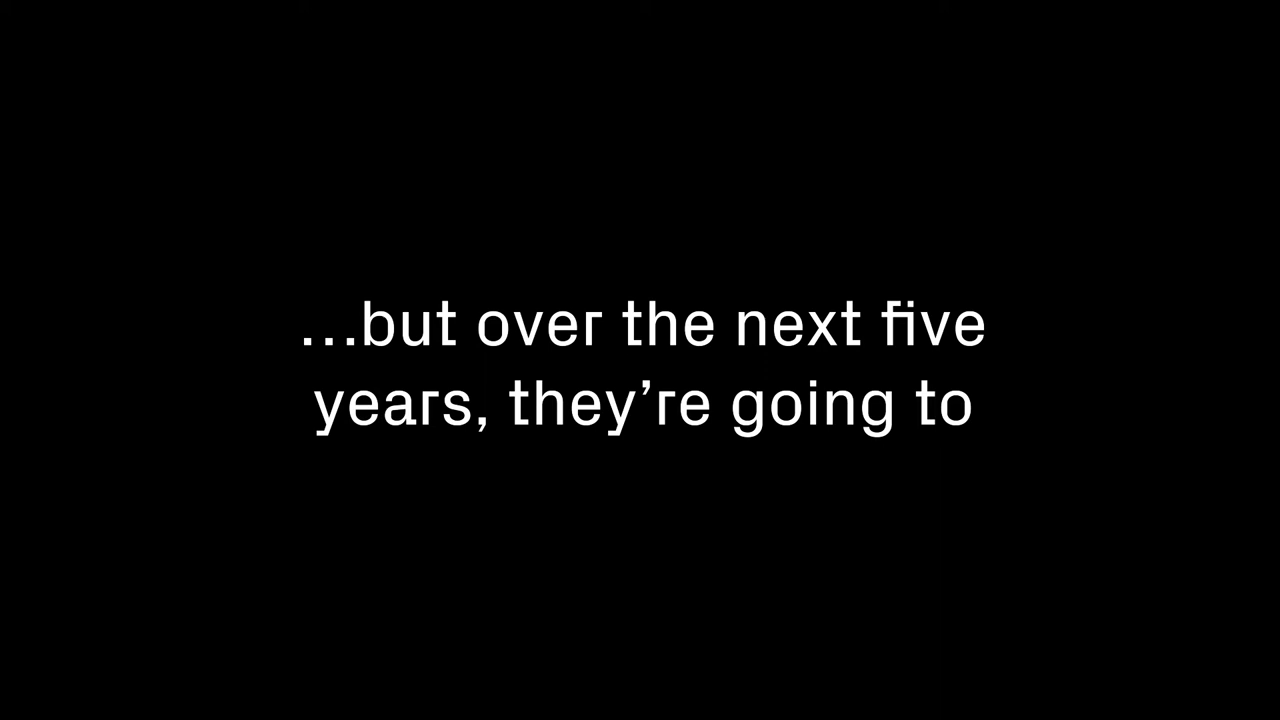 …but over the next five
years, they’re going to